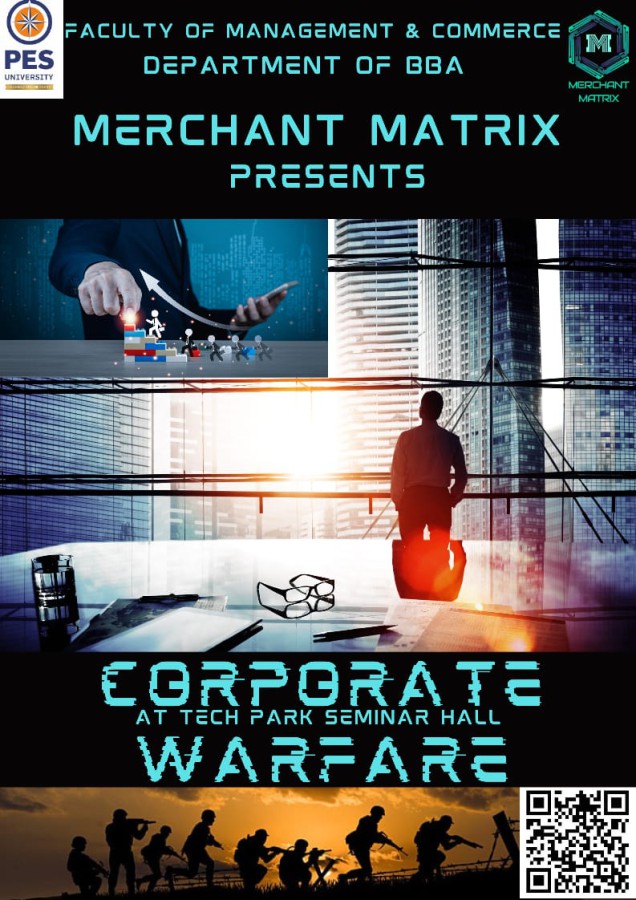 FACULTY OF MANAGEMENT & COMMERCE
DEPARTMENT OF BBA
PES
UNIVERSITY
M
MERCHANT
MATRIX
MERCHANT MATRIX
PRESENTS
CORPORATE
AT TECH PARK SEMINAR HALL
WARFARE